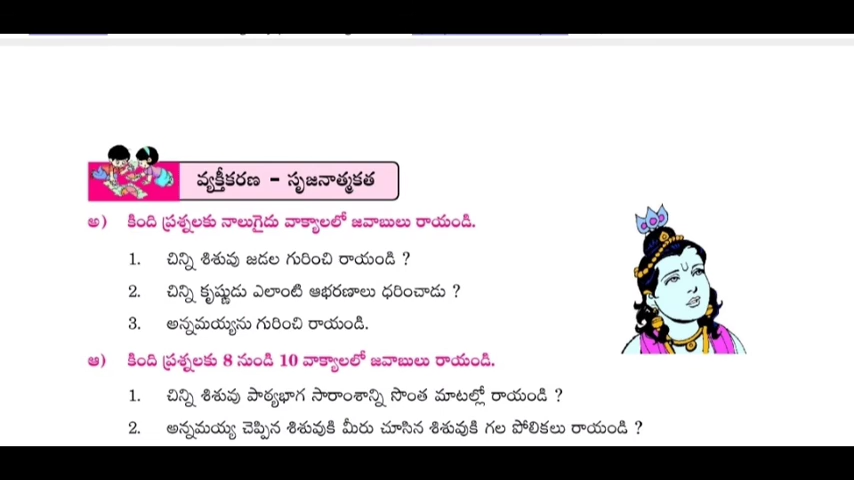 వ్యక్తీకరణ - సృజనాత్మకత
అ) కింది ప్రశ్నలకు నాలుగైదు వాక్యాలలో జవాబులు రాయండి.
1. చిన్ని శిశువు జడల గురించి రాయండి ?
2. చిన్ని కృష్ణుడు ఎలాంటి ఆభరణాలు ధరించాడు ?
3. అన్నమయ్యను గురించి రాయండి.
ఆ) కింది ప్రశ్నలకు 8 నుండి 10 వాక్యాలలో జవాబులు రాయండి.
1. చిన్ని శిశువు పాఠ్యభాగ సారాంశాన్ని సొంత మాటల్లో రాయండి ?
2. అన్నమయ్య చెప్పిన శిశువుకి మీరు చూసిన శిశువుకి గల పోలికలు రాయండి ?